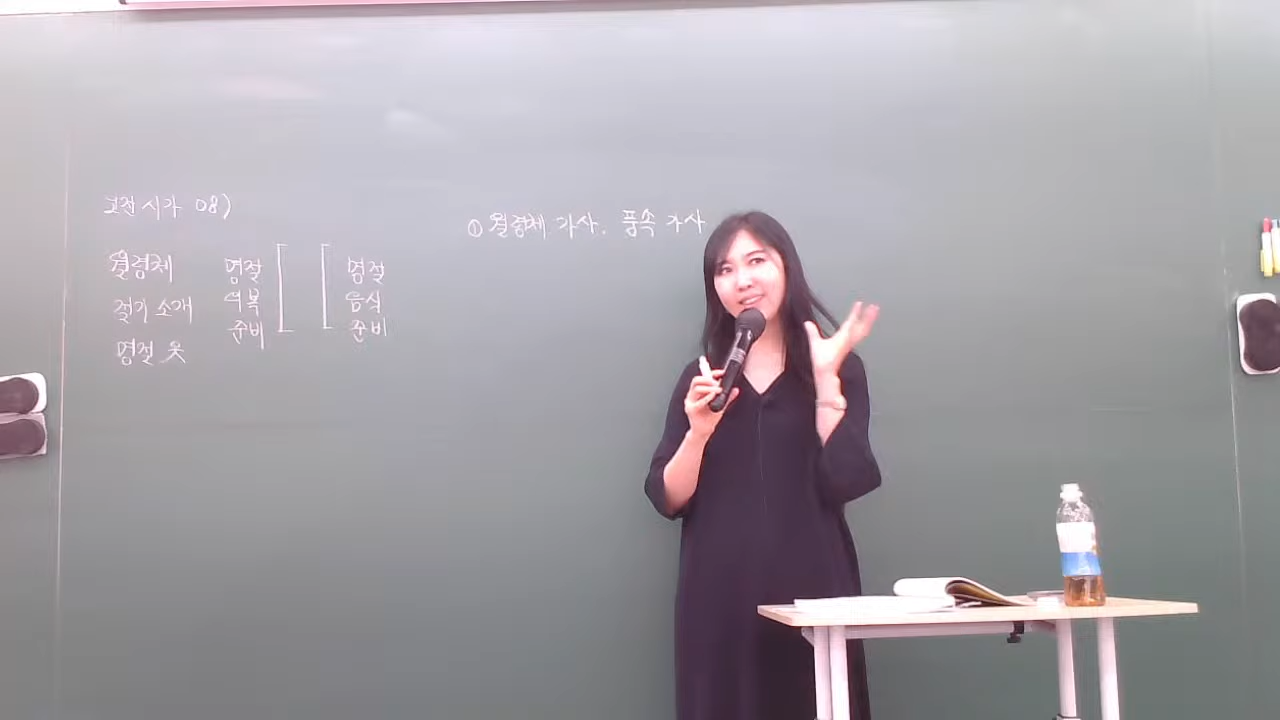 고전시가 08)
월령체
절기 소개
명절 옷
명절
의복
준비
명절
음식
준비
① 월령체 가사. 풍속 가사